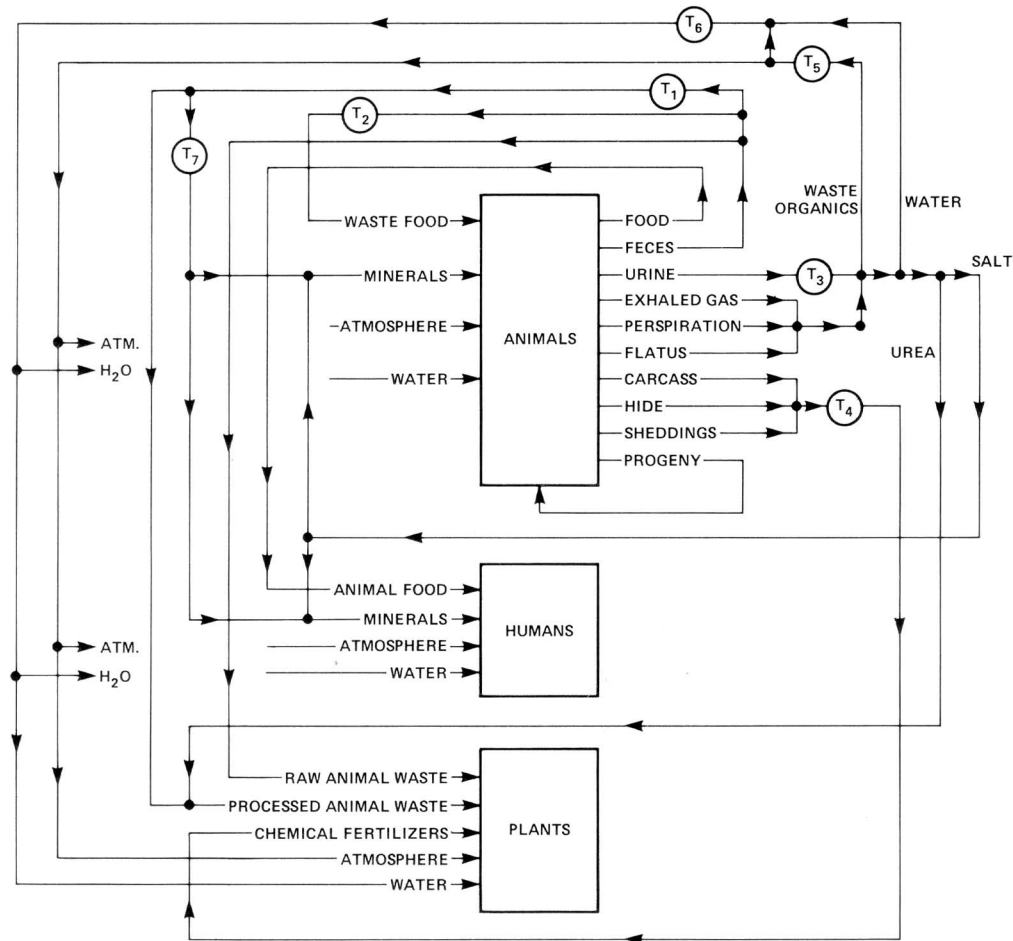 T6
T5
T1
T2
T7
WASTE
ORGANICS
WATER
WASTE FOOD
FOOD
FECES
SALT
MINERALS
URINE
T3
EXHALED GAS
ATMOSPHERE
ANIMALS
PERSPIRATION
ATM.
FLATUS
UREA
H2O
WATER
CARCASS
HIDE
T4
SHEDDINGS
PROGENY
ANIMAL FOOD
MINERALS
HUMANS
ATM.
ATMOSPHERE
H2O
WATER
RAW ANIMAL WASTE
PROCESSED ANIMAL WASTE
CHEMICAL FERTILIZERS
PLANTS
ATMOSPHERE
WATER